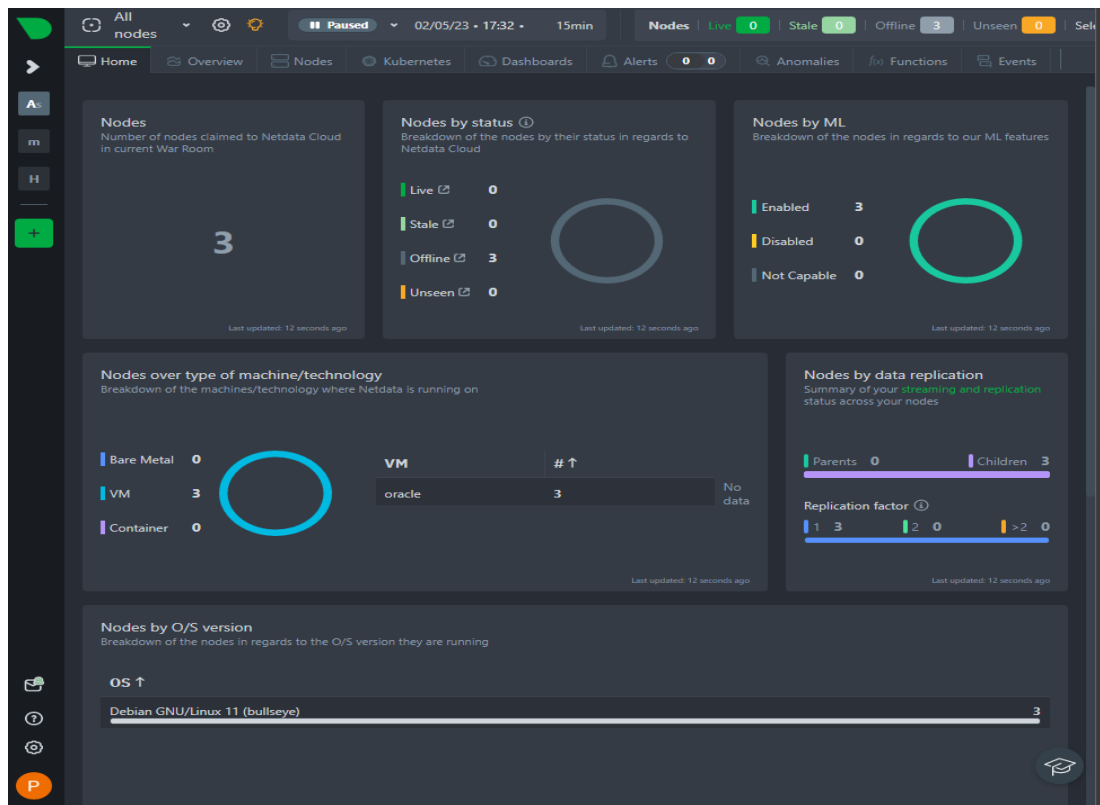 All
nodes
Paused
02/05/23 • 17:32 •
15min
Nodes
Live 0
Stale 0
Offline 3
Unseen 0
Home
Overview
Nodes
Kubernetes
Dashboards
Alerts 0 0
Anomalies
f(x) Functions
Events
As
m
H
+
Nodes
Number of nodes claimed to Netdata Cloud
in current War Room
3
Last updated: 12 seconds ago
Nodes by status
Breakdown of the nodes by their status in regards to
Netdata Cloud
Live 0
Stale 0
Offline 3
Unseen 0
Last updated: 12 seconds ago
Nodes by ML
Breakdown of the nodes in regards to our ML features
Enabled 3
Disabled 0
Not Capable 0
Last updated: 12 seconds ago
Nodes over type of machine/technology
Breakdown of the machines/technology where Netdata is running on
Bare Metal 0
VM 3
Container 0
VM # ↑
oracle 3
No
data
Last updated: 12 seconds ago
Nodes by data replication
Summary of your streaming and replication
status across your nodes
Parents 0 Children 3
Replication factor
1 3 2 0 >2 0
Last updated: 12 seconds ago
Nodes by O/S version
Breakdown of the nodes in regards to the O/S version they are running
OS ↑
Debian GNU/Linux 11 (bullseye) 3
P